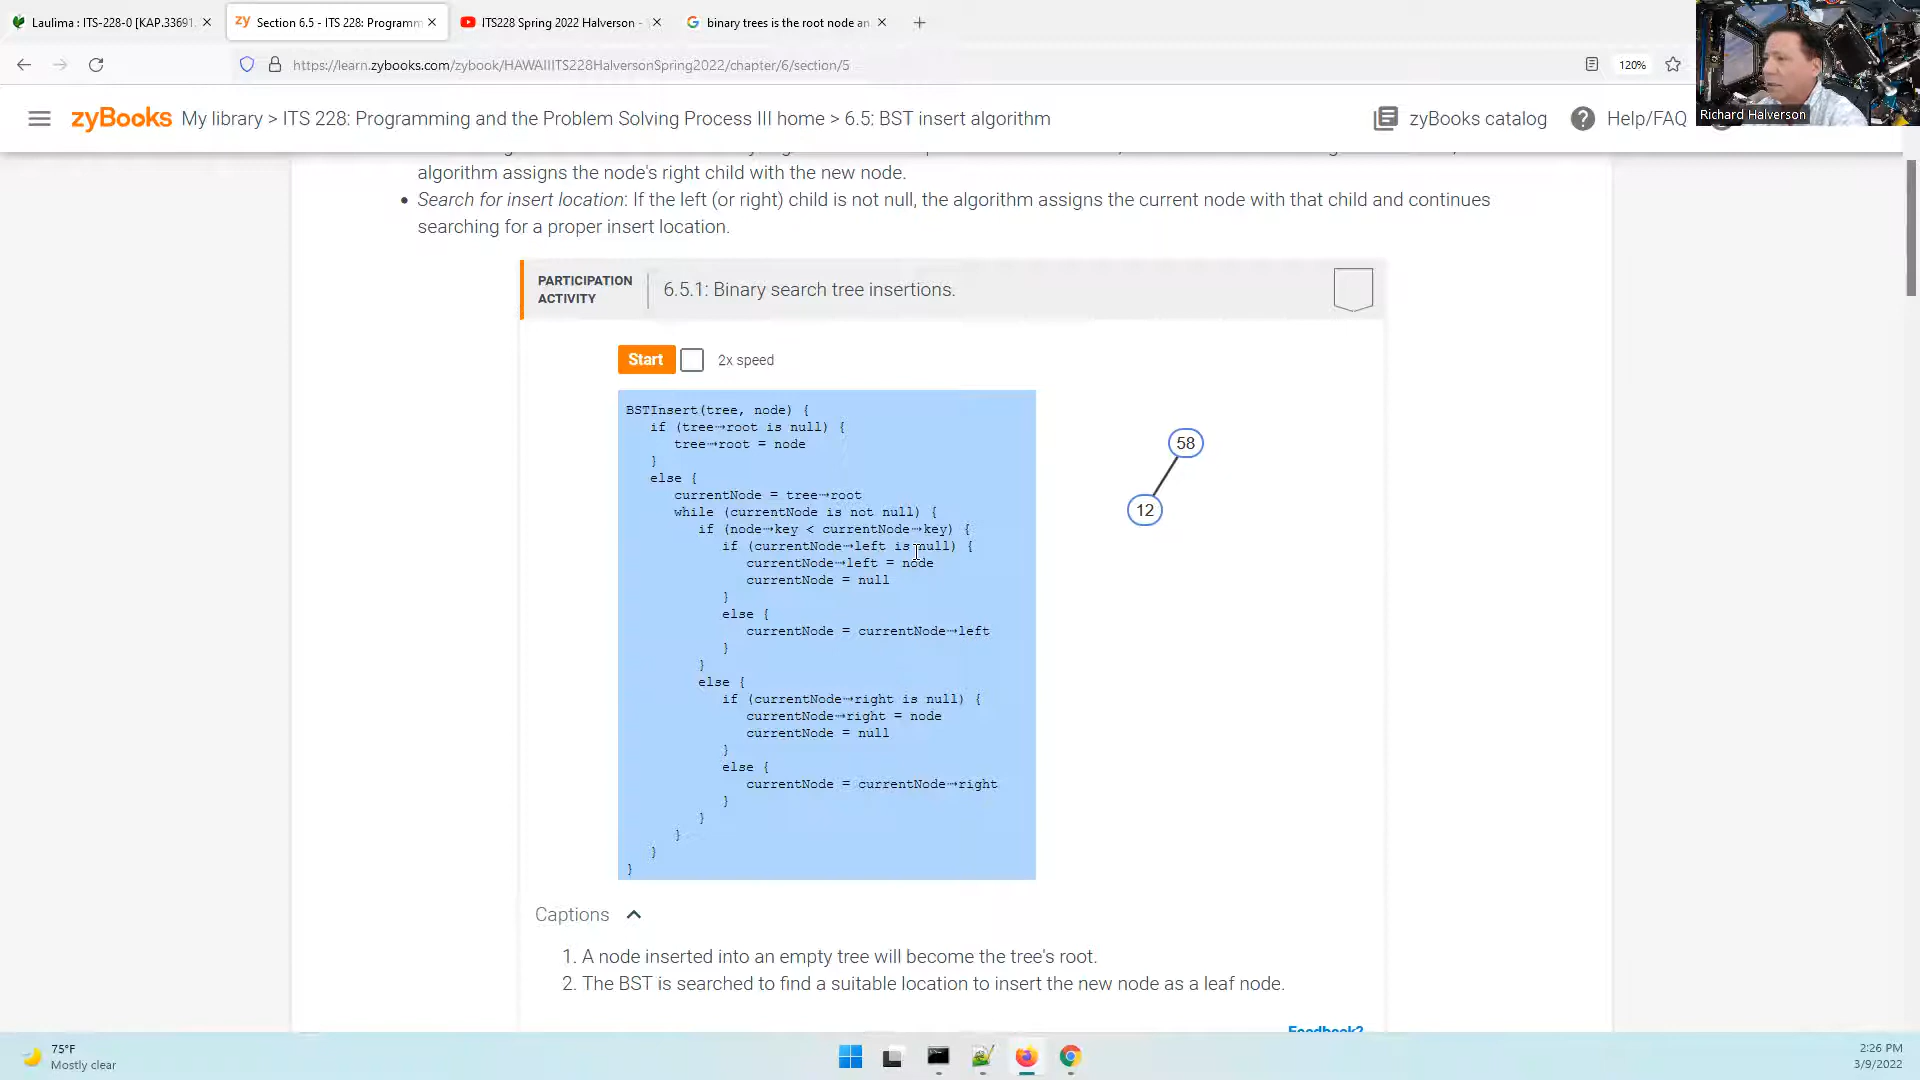 Laulima : ITS-228-0 [KAP.33691
zy Section 6.5 - ITS 228: Programm
ITS228 Spring 2022 Halverson -
binary trees is the root node an
https://learn.zybooks.com/zybook/HAWAIIITS228HalversonSpring2022/chapter/6/section/5
120%
Richard Halverson
zyBooks My library > ITS 228: Programming and the Problem Solving Process III home > 6.5: BST insert algorithm
zyBooks catalog
Help/FAQ
algorithm assigns the node's right child with the new node.
• Search for insert location: If the left (or right) child is not null, the algorithm assigns the current node with that child and continues
searching for a proper insert location.
PARTICIPATION
ACTIVITY
6.5.1: Binary search tree insertions.
Start
2x speed
BSTInsert(tree, node) {
if (tree→root is null) {
tree→root = node
}
else {
currentNode = tree→root
while (currentNode is not null) {
if (node→key < currentNode→key) {
if (currentNode→left is null) {
currentNode→left = node
currentNode = null
}
else {
currentNode = currentNode→left
}
}
else {
if (currentNode→right is null) {
currentNode→right = node
currentNode = null
}
else {
currentNode = currentNode→right
}
}
}
}
}
58
12
Captions
1. A node inserted into an empty tree will become the tree's root.
2. The BST is searched to find a suitable location to insert the new node as a leaf node.
Feedback?
75°F
Mostly clear
2:26 PM
3/9/2022